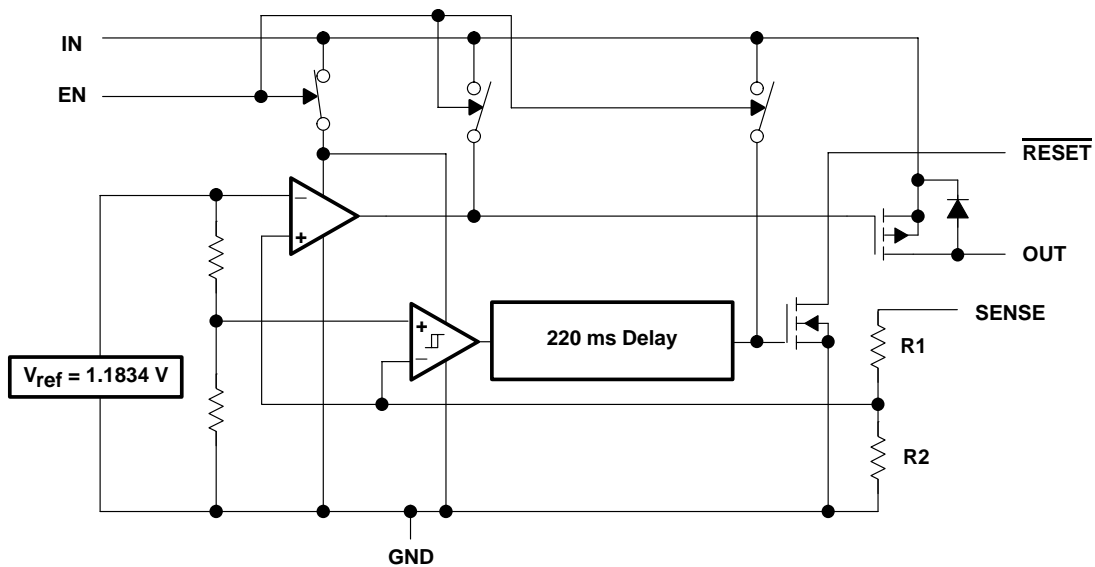 IN
EN
RESET
OUT
SENSE
R1
R2
220 ms Delay
Vref = 1.1834 V
GND
−
+
+
−